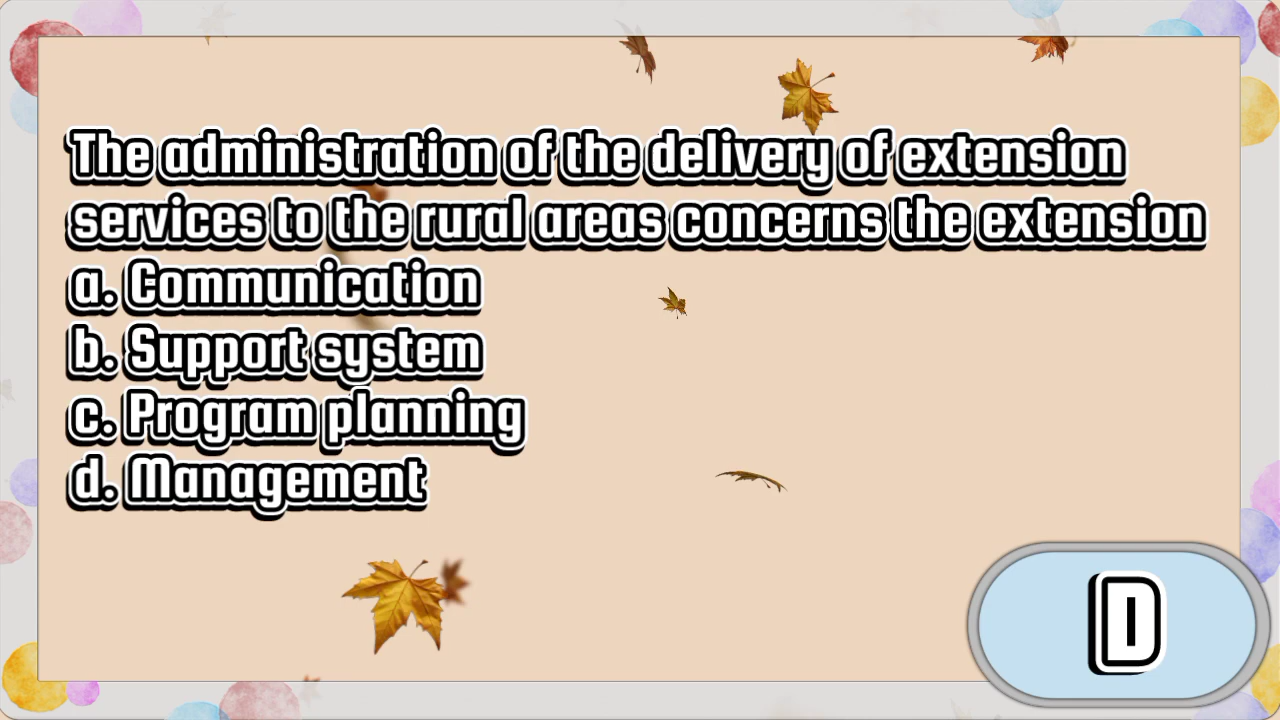 The administration of the delivery of extension
services to the rural areas concerns the extension
a. Communication
b. Support system
c. Program planning
d. Management
D